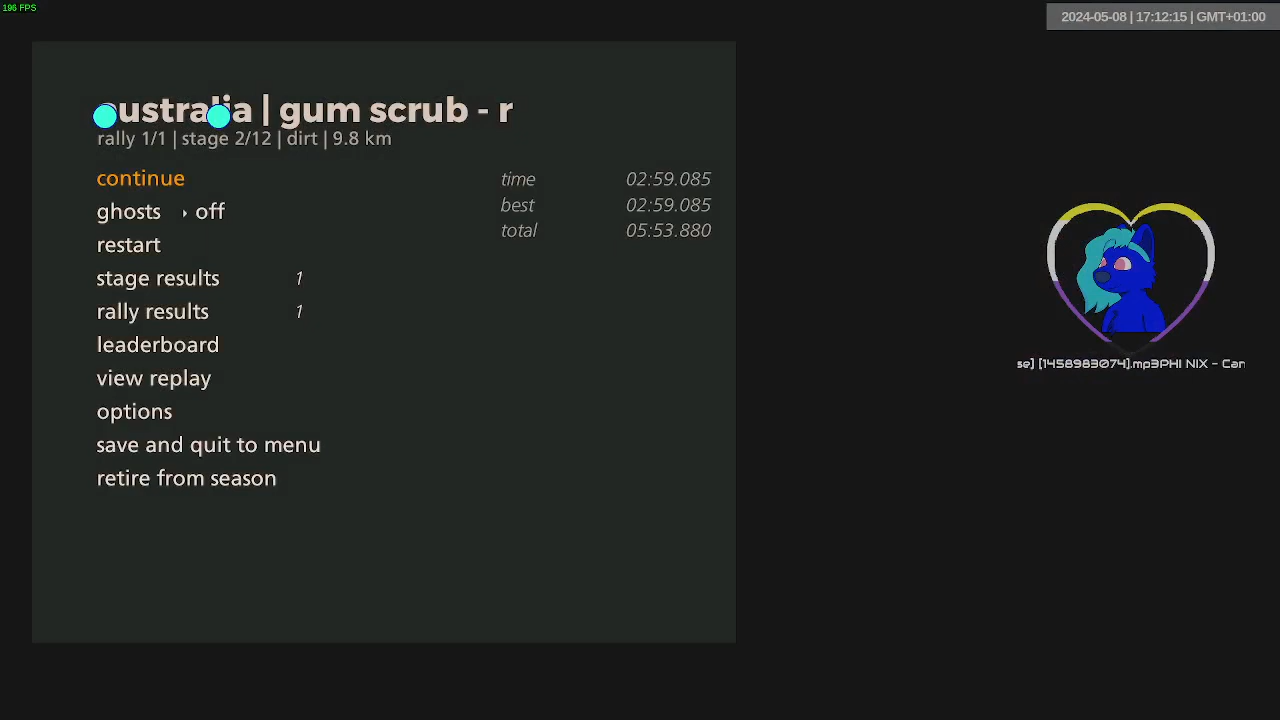 196 FPS
2024-05-08 | 17:12:15 | GMT+01:00
australia | gum scrub - r
rally 1/1 | stage 2/12 | dirt | 9.8 km
continue
ghosts ‣ off
restart
stage results 1
rally results 1
leaderboard
view replay
options
save and quit to menu
retire from season
time 02:59.085
best 02:59.085
total 05:53.880
se] [1458983074].mp3PHI NIX - Can